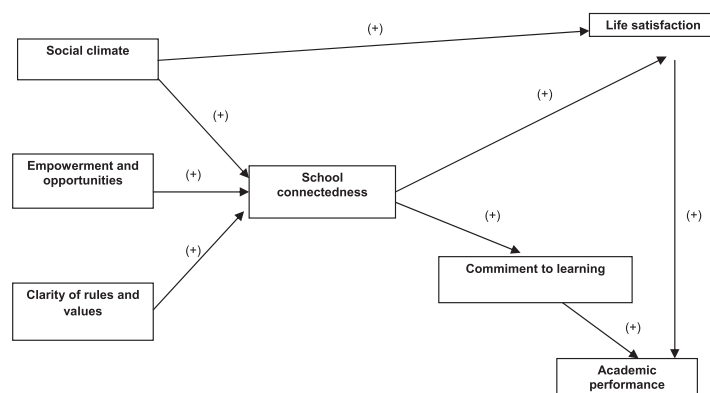 Life satisfaction
(+)
Social climate
(+)
(+)
Empowerment and
opportunities
(+)
School
connectedness
(+)
(+)
(+)
Commiment to learning
Clarity of rules and
values
(+)
Academic
performance